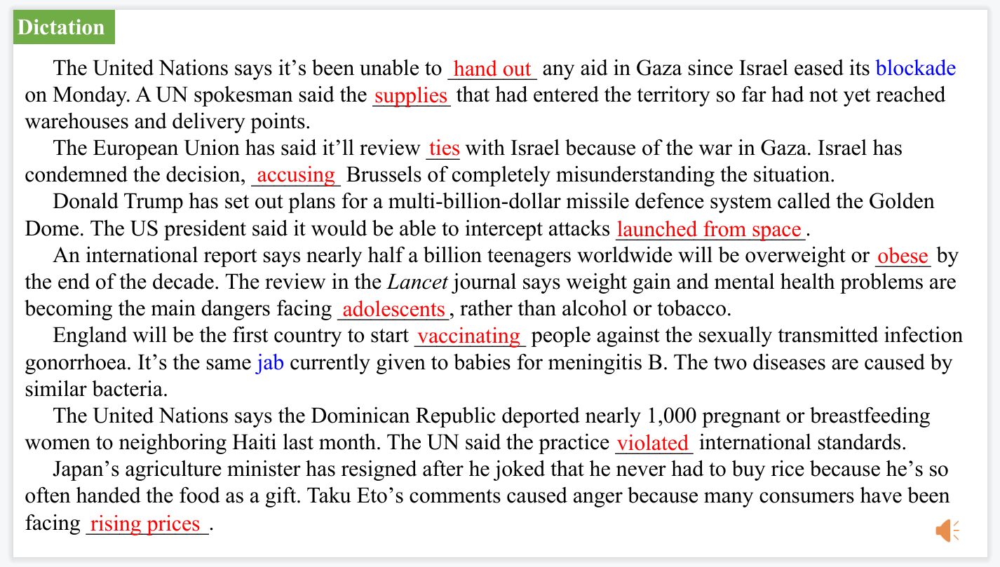 Dictation
The United Nations says it’s been unable to hand out any aid in Gaza since Israel eased its blockade
on Monday. A UN spokesman said the supplies that had entered the territory so far had not yet reached
warehouses and delivery points.
The European Union has said it’ll review ties with Israel because of the war in Gaza. Israel has
condemned the decision, accusing Brussels of completely misunderstanding the situation.
Donald Trump has set out plans for a multi-billion-dollar missile defence system called the Golden
Dome. The US president said it would be able to intercept attacks launched from space.
An international report says nearly half a billion teenagers worldwide will be overweight or obese by
the end of the decade. The review in the Lancet journal says weight gain and mental health problems are
becoming the main dangers facing adolescents, rather than alcohol or tobacco.
England will be the first country to start vaccinating people against the sexually transmitted infection
gonorrhoea. It’s the same jab currently given to babies for meningitis B. The two diseases are caused by
similar bacteria.
The United Nations says the Dominican Republic deported nearly 1,000 pregnant or breastfeeding
women to neighboring Haiti last month. The UN said the practice violated international standards.
Japan’s agriculture minister has resigned after he joked that he never had to buy rice because he’s so
often handed the food as a gift. Taku Eto’s comments caused anger because many consumers have been
facing rising prices.